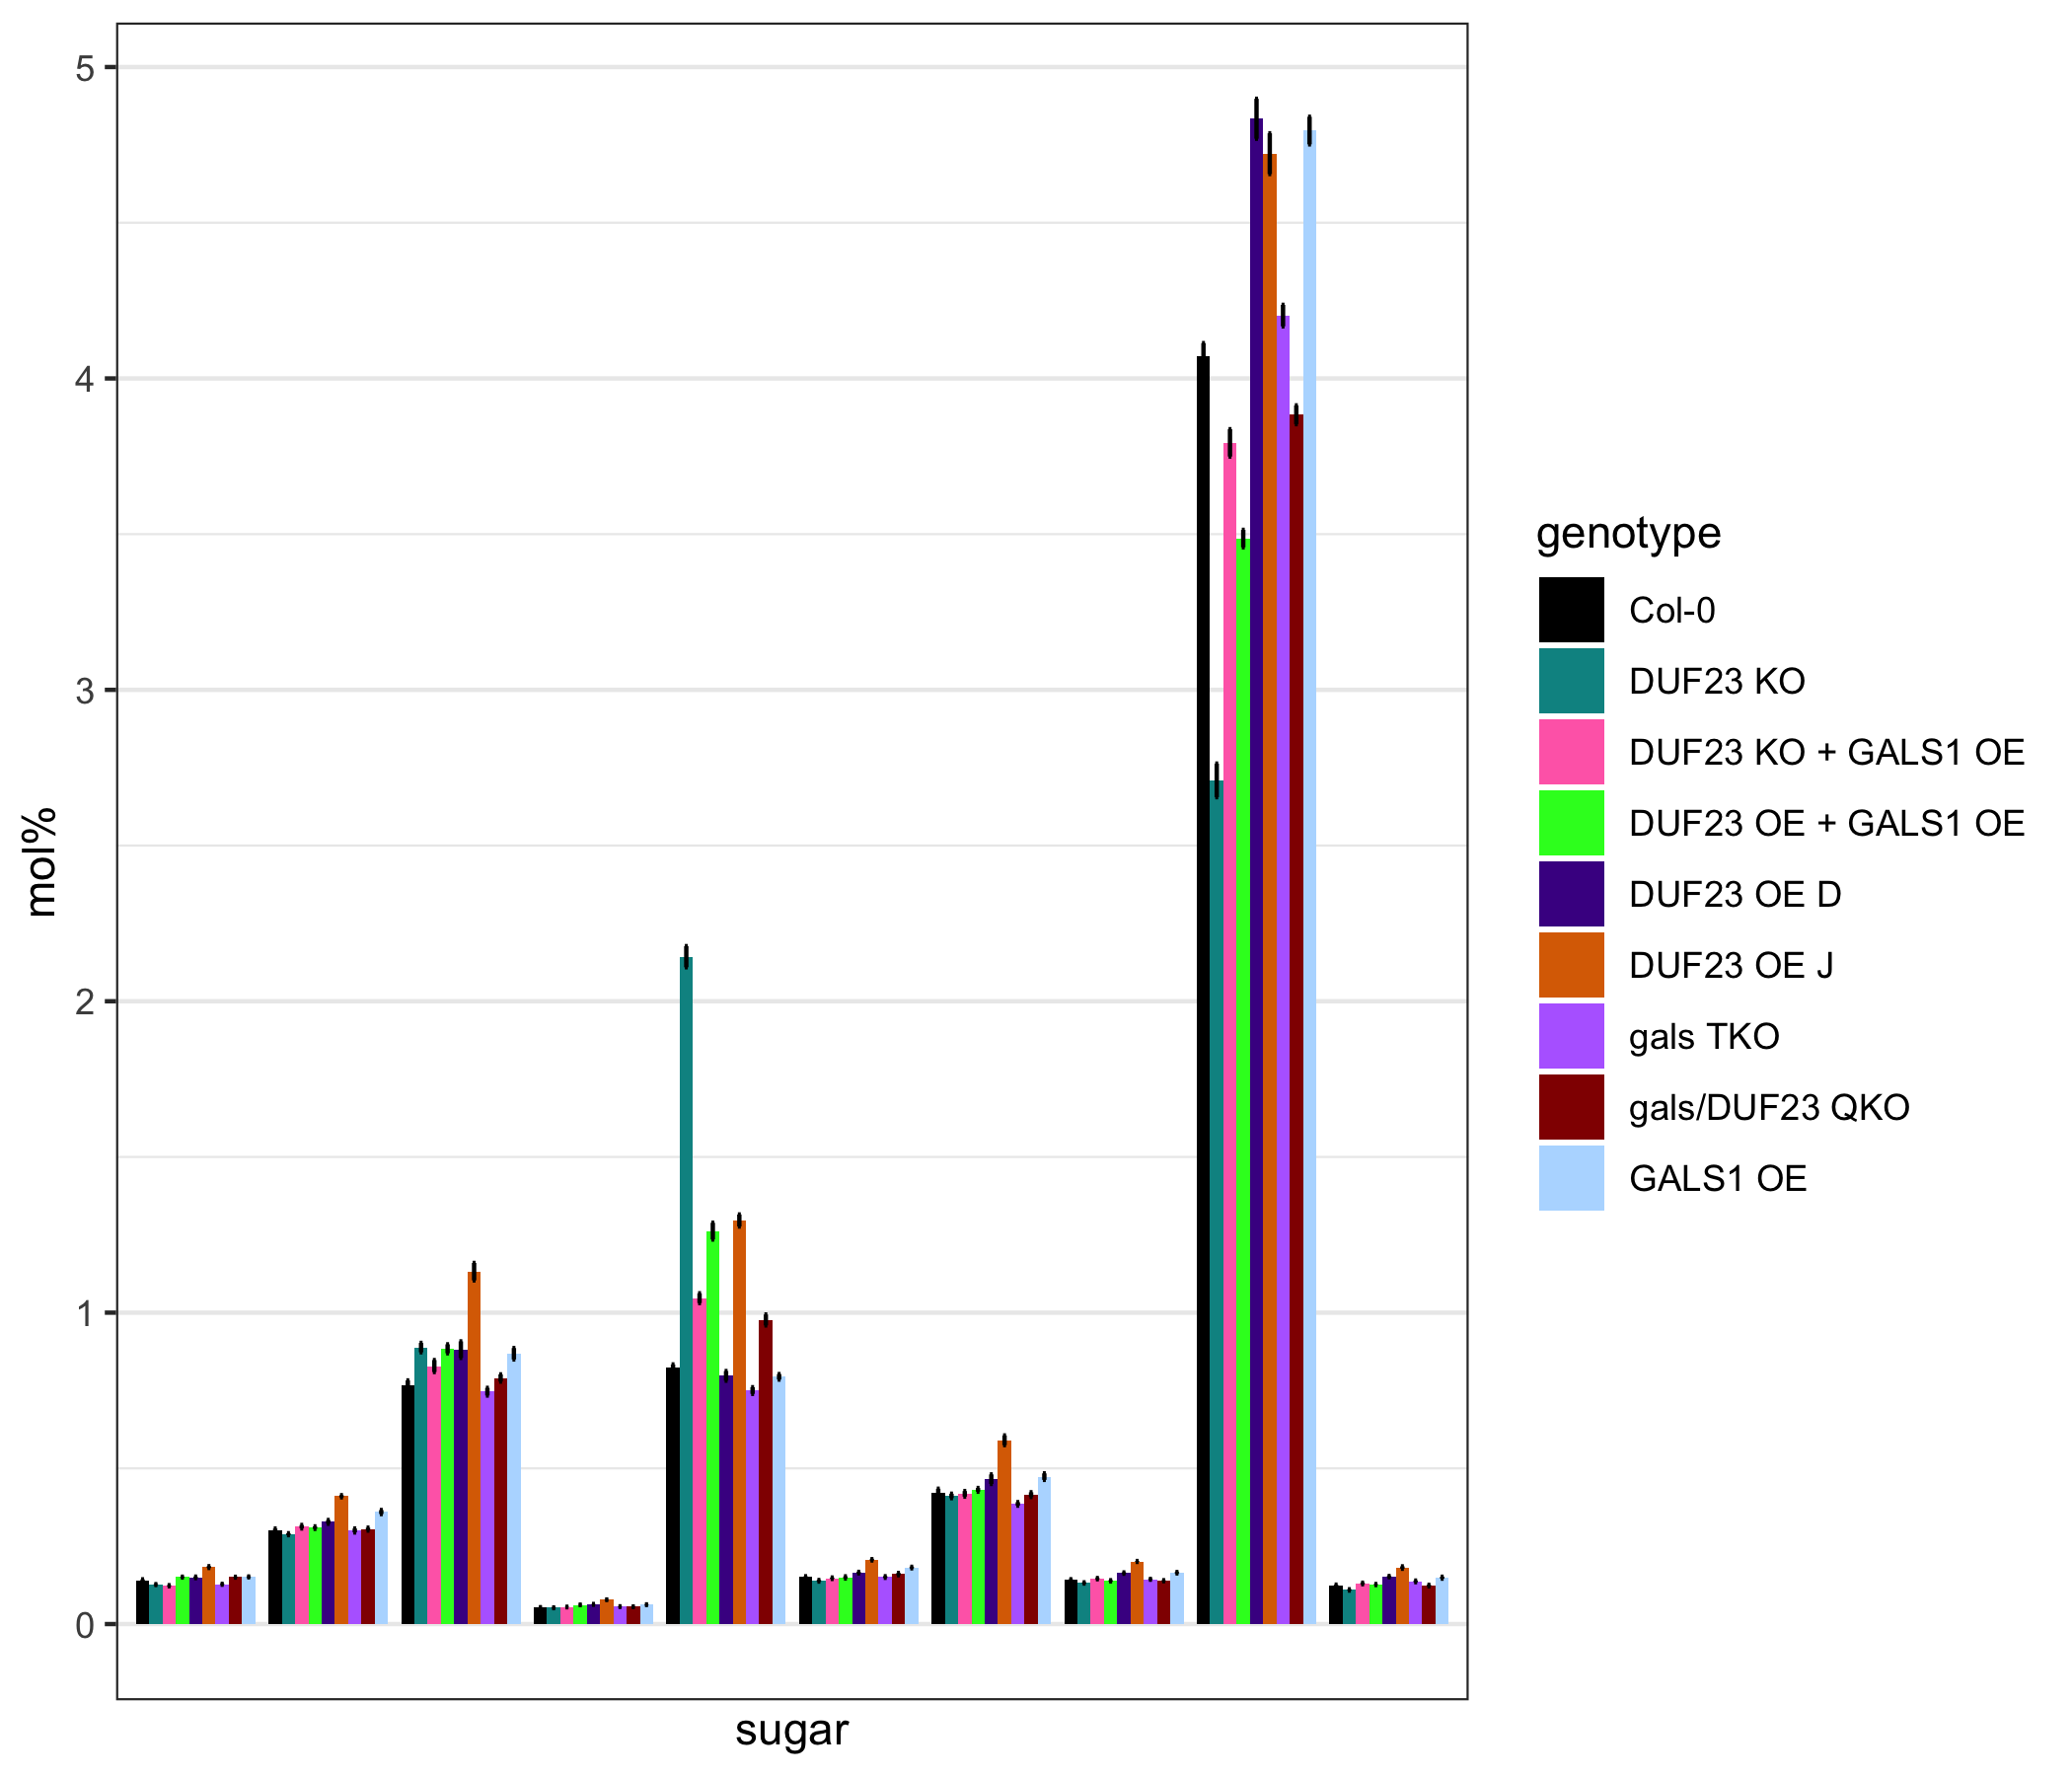 5
4
3
2
1
0
mol%
sugar
genotype
Col-0
DUF23 KO
DUF23 KO + GALS1 OE
DUF23 OE + GALS1 OE
DUF23 OE D
DUF23 OE J
gals TKO
gals/DUF23 QKO
GALS1 OE